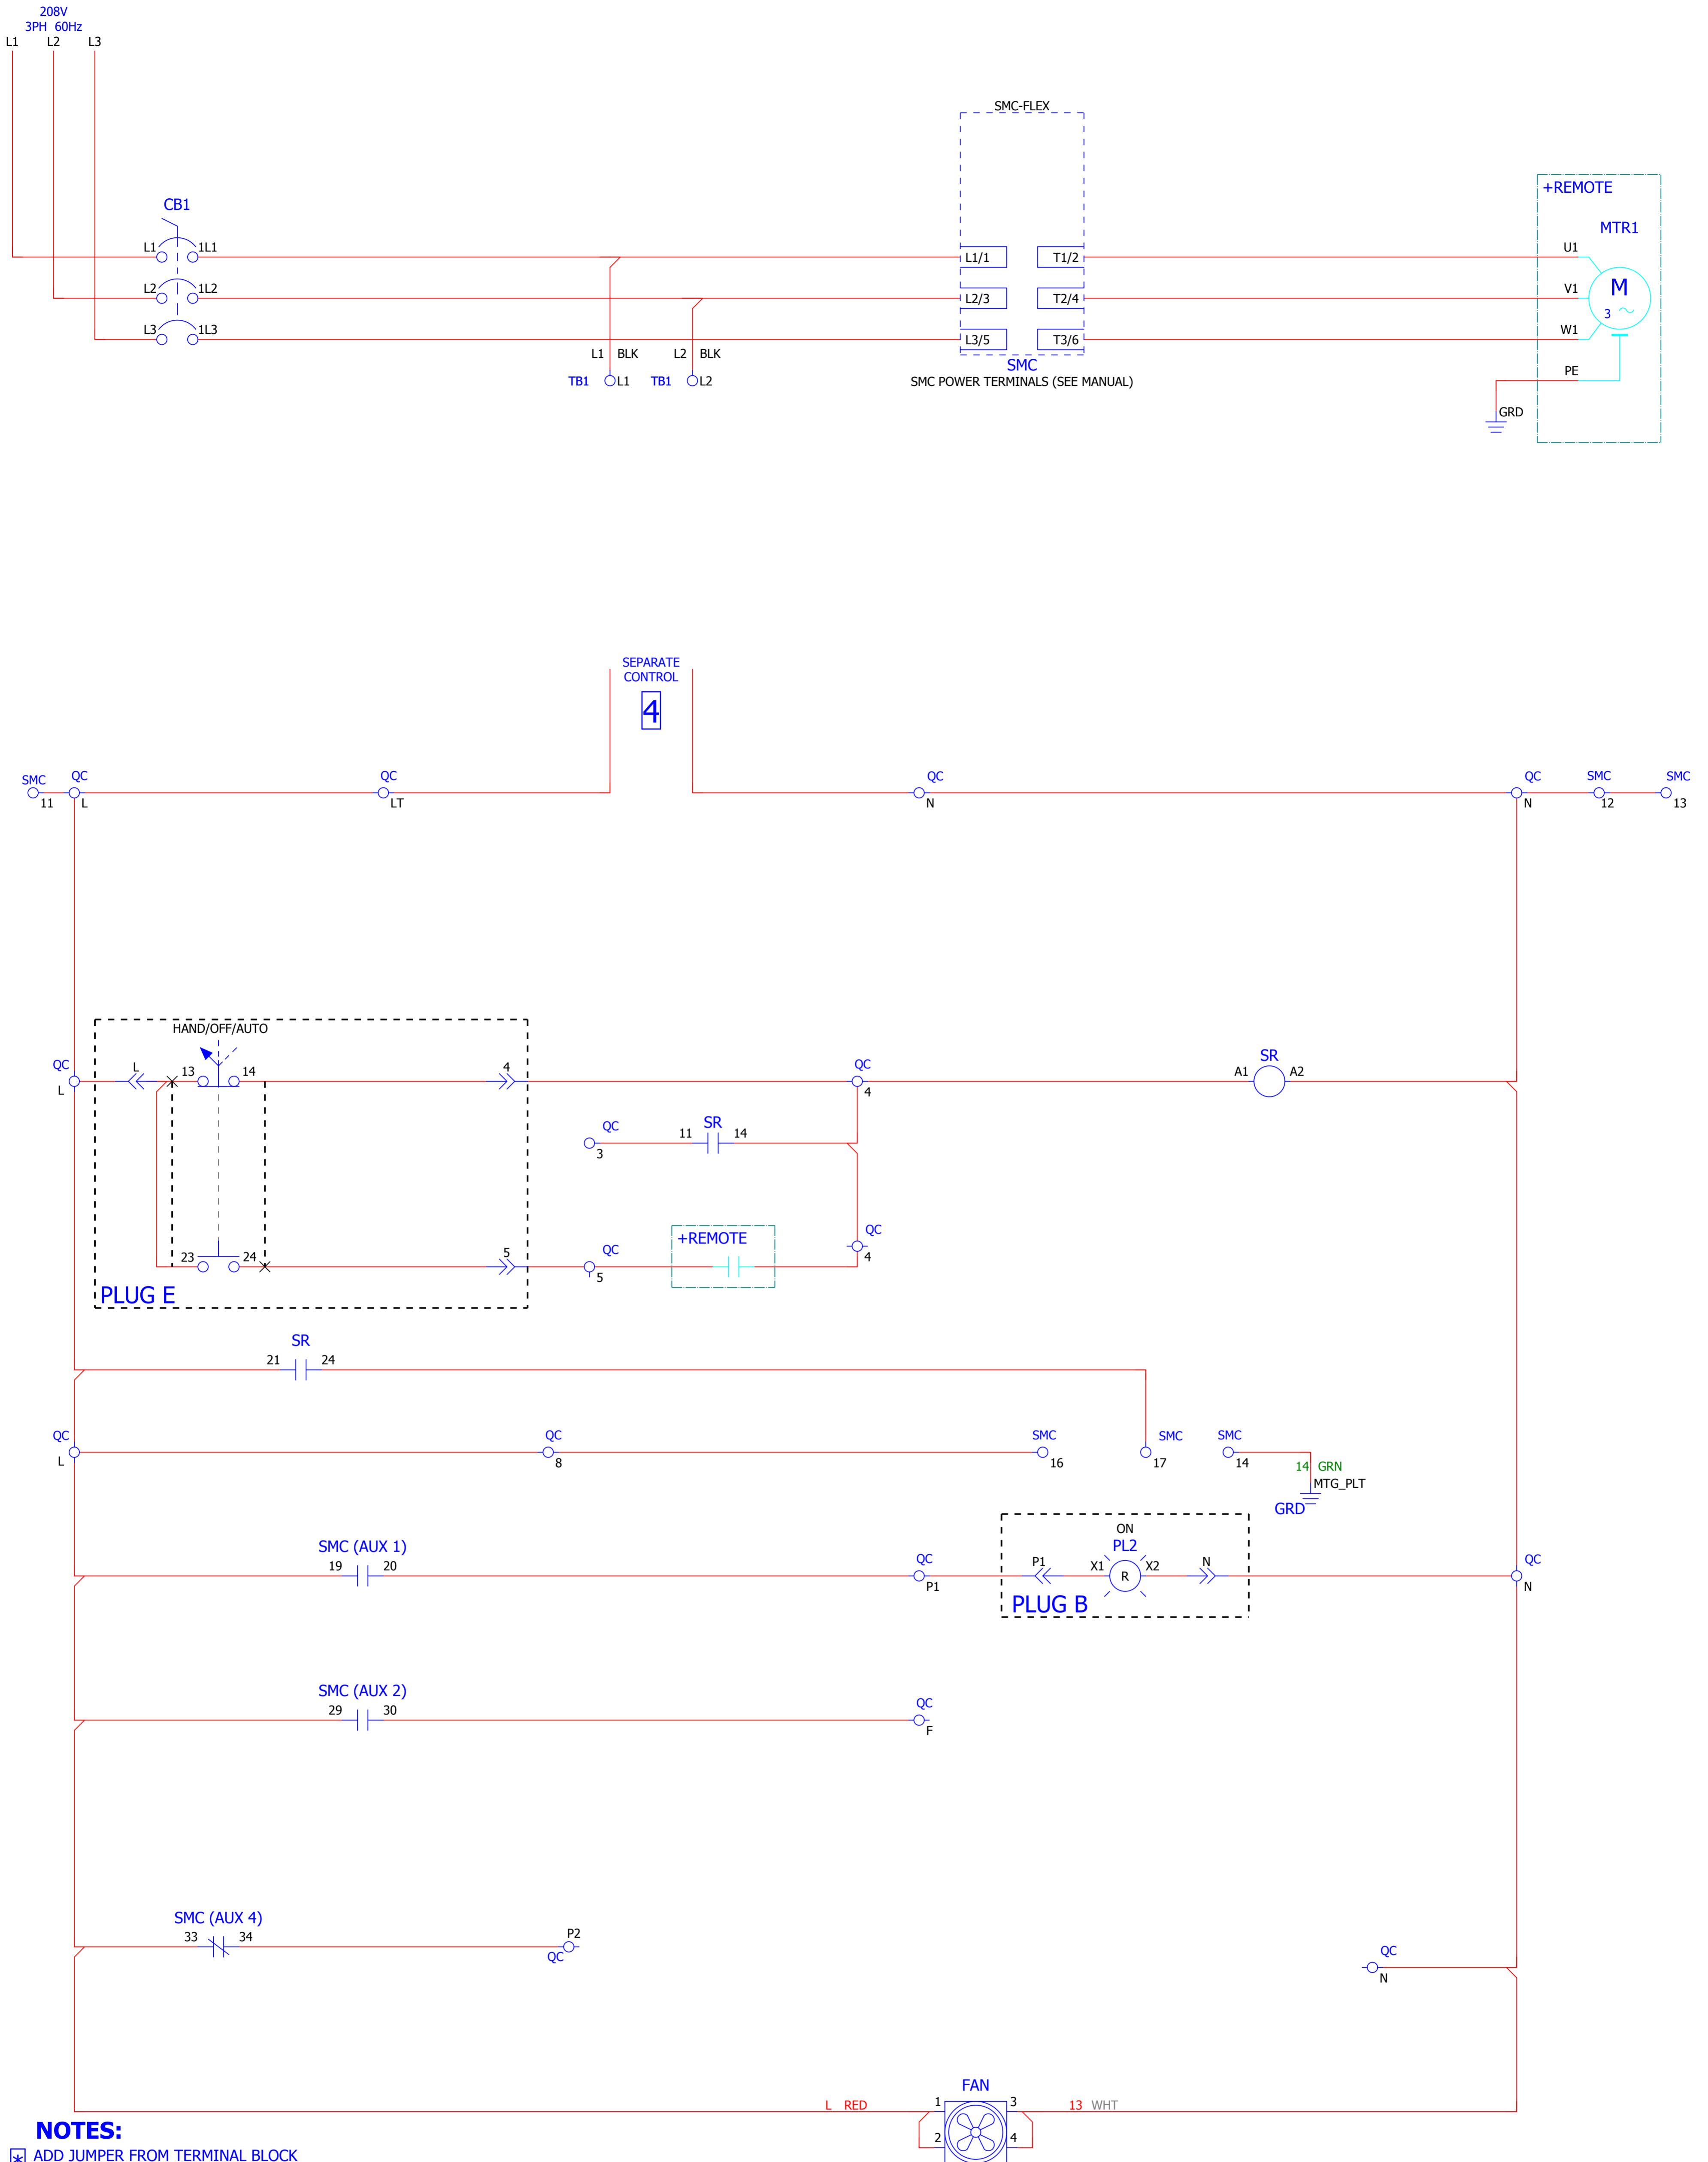 208V
3PH 60Hz
L1 L2 L3
SMC-FLEX
+REMOTE
CB1
MTR1
L1 1L1 L1/1 T1/2 U1
L2 1L2 L2/3 T2/4 V1
M
3
L3 1L3 L3/5 T3/6 W1
L1 BLK L2 BLK
SMC
PE
TB1 L1 TB1 L2
SMC POWER TERMINALS (SEE MANUAL)
GRD
SEPARATE
CONTROL
4
SMC QC QC QC QC SMC SMC
11 L LT N N 12 13
HAND/OFF/AUTO
QC L 13 14 4 QC SR
L 4 A1 A2
QC SR
3 11 14
+REMOTE
QC
4
23 24 5 QC
5
PLUG E
SR
21 24
QC QC SMC SMC SMC
L 8 16 17 14
14 GRN
MTG_PLT
GRD
ON
SMC (AUX 1) PL2
19 20 QC P1 X1 R X2 N QC
P1 N
PLUG B
SMC (AUX 2)
29 30 QC
F
SMC (AUX 4)
33 34 P2
QC
QC
N
FAN
L RED 1 3 13 WHT
2 4
NOTES:
* ADD JUMPER FROM TERMINAL BLOCK